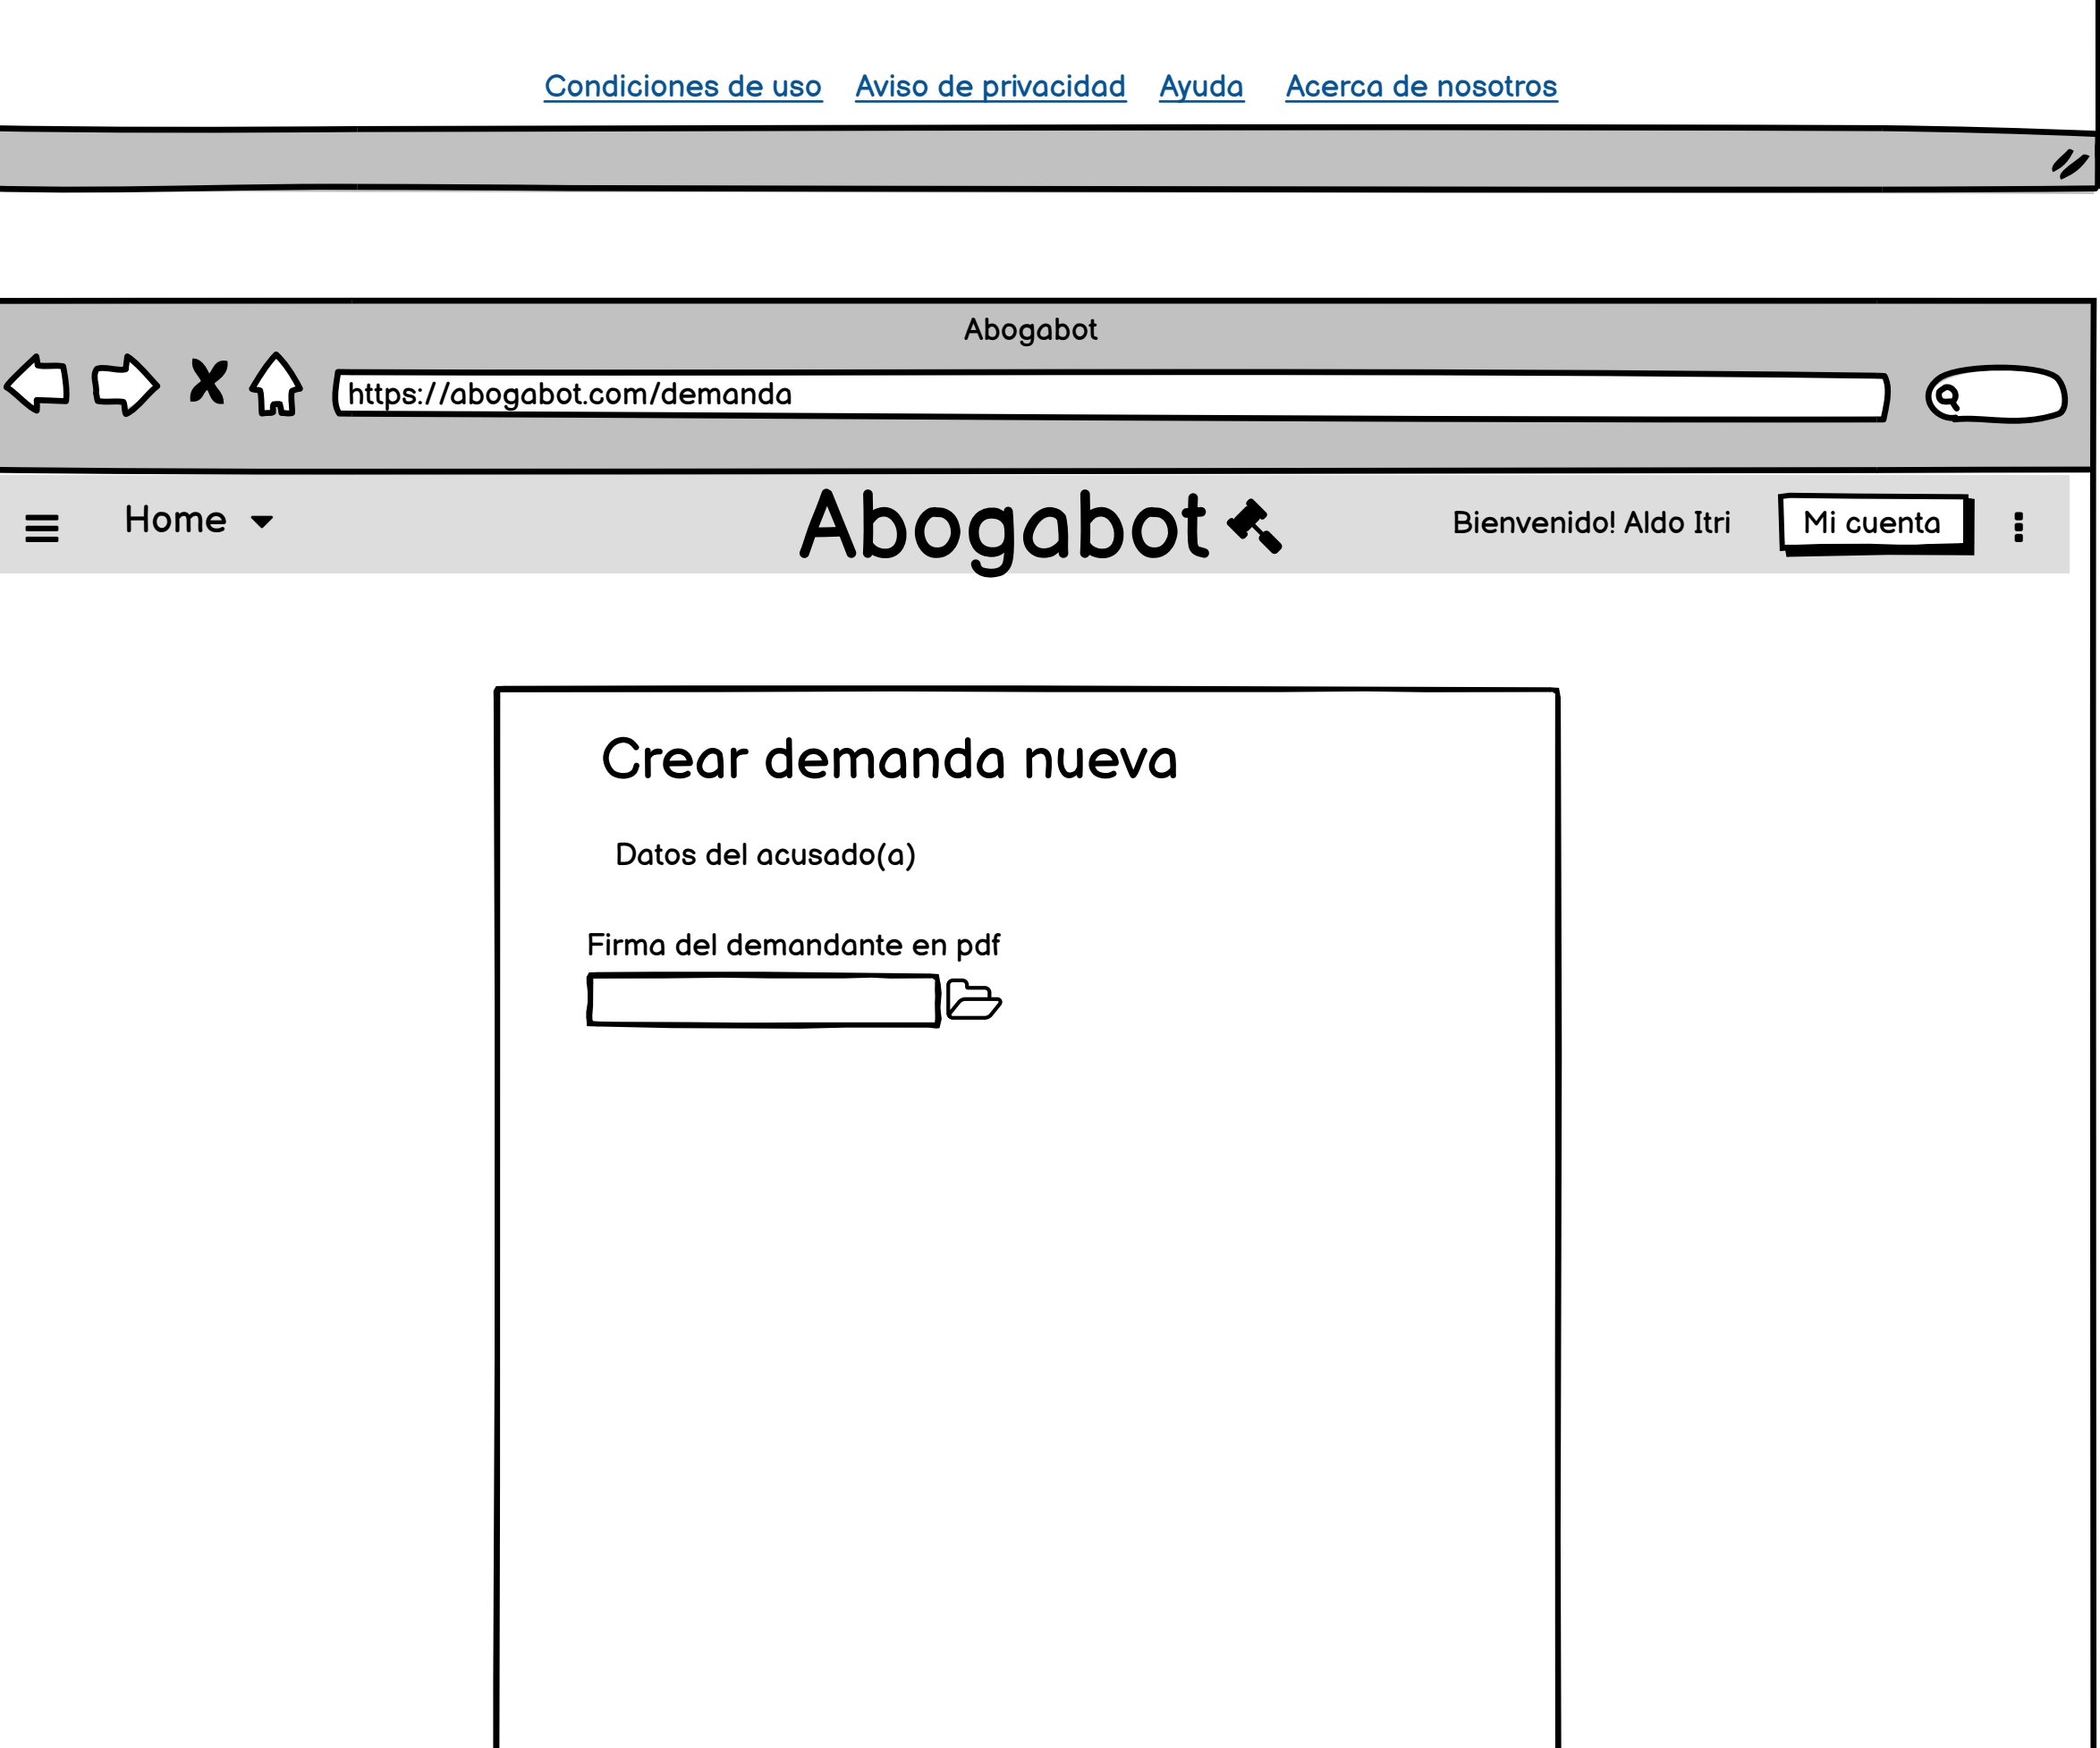 Condiciones de uso Aviso de privacidad Ayuda Acerca de nosotros
Abogabot
https://abogabot.com/demanda
Home Abogabot Bienvenido! Aldo Itri Mi cuenta
Crear demanda nueva
Datos del acusado(a)
Firma del demandante en pdf